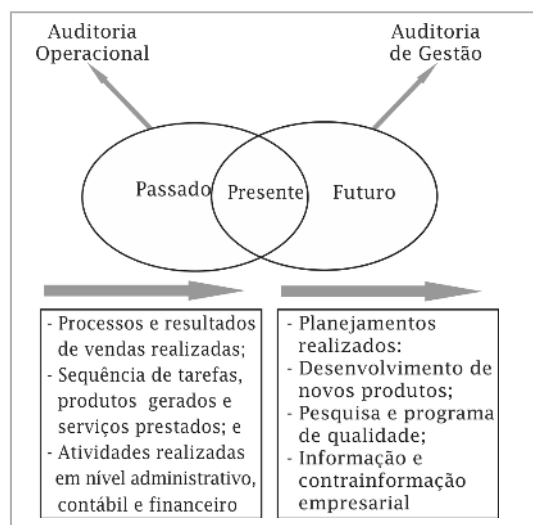 Auditoria
Operacional
Auditoria
de Gestão
Passado
Presente
Futuro
- Processos e resultados
de vendas realizadas;
- Sequência de tarefas,
produtos gerados e
serviços prestados; e
- Atividades realizadas
em nível administrativo,
contábil e financeiro
- Planejamentos
realizados:
- Desenvolvimento de
novos produtos;
- Pesquisa e programa
de qualidade;
- Informação e
contrainformação
empresarial